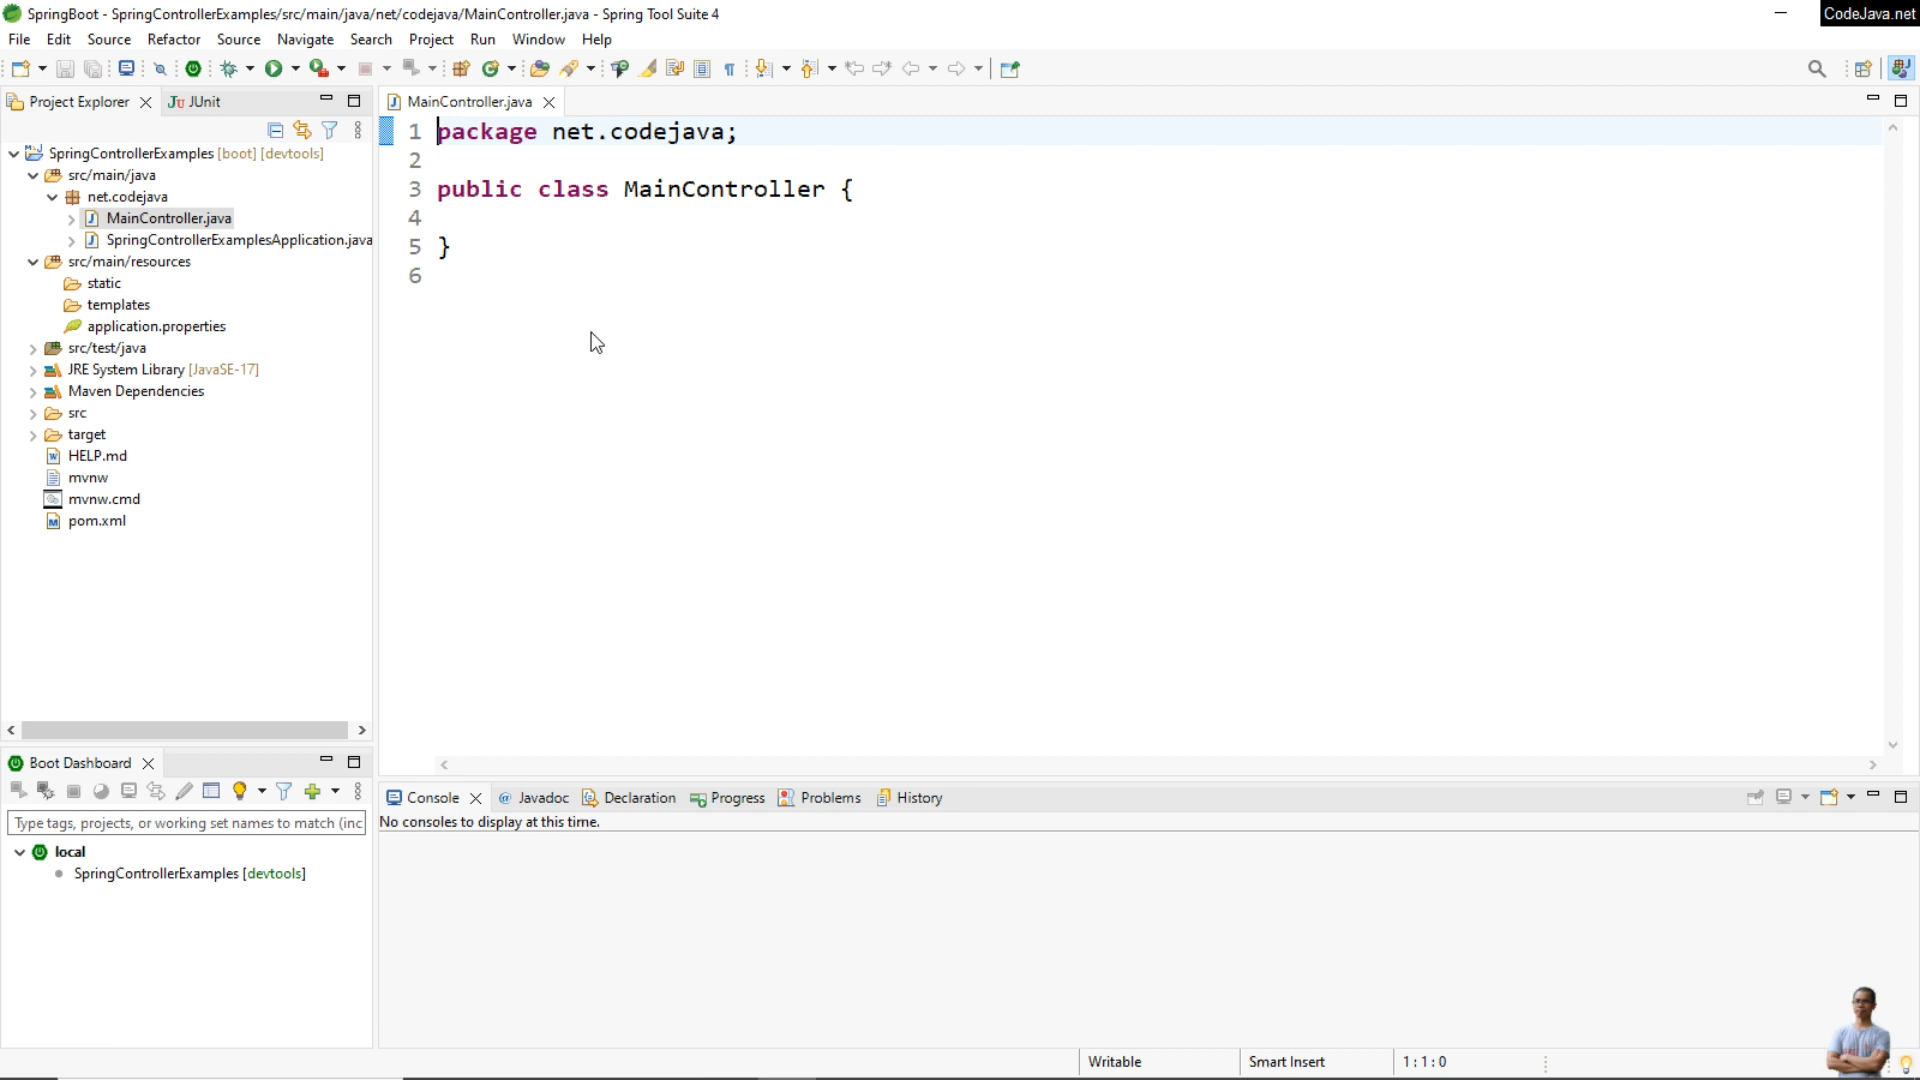 SpringBoot - SpringControllerExamples/src/main/java/net/codejava/MainController.java - Spring Tool Suite 4
CodeJava.net
File Edit Source Refactor Source Navigate Search Project Run Window Help
Project Explorer JUnit
MainController.java
SpringControllerExamples [boot] [devtools]
src/main/java
net.codejava
MainController.java
SpringControllerExamplesApplication.java
src/main/resources
static
templates
application.properties
src/test/java
JRE System Library [JavaSE-17]
Maven Dependencies
src
target
HELP.md
mvnw
mvnw.cmd
pom.xml
1 package net.codejava;
2
3 public class MainController {
4
5 }
6
Boot Dashboard
Type tags, projects, or working set names to match (inc
local
SpringControllerExamples [devtools]
Console Javadoc Declaration Progress Problems History
No consoles to display at this time.
Writable Smart Insert 1 : 1 : 0